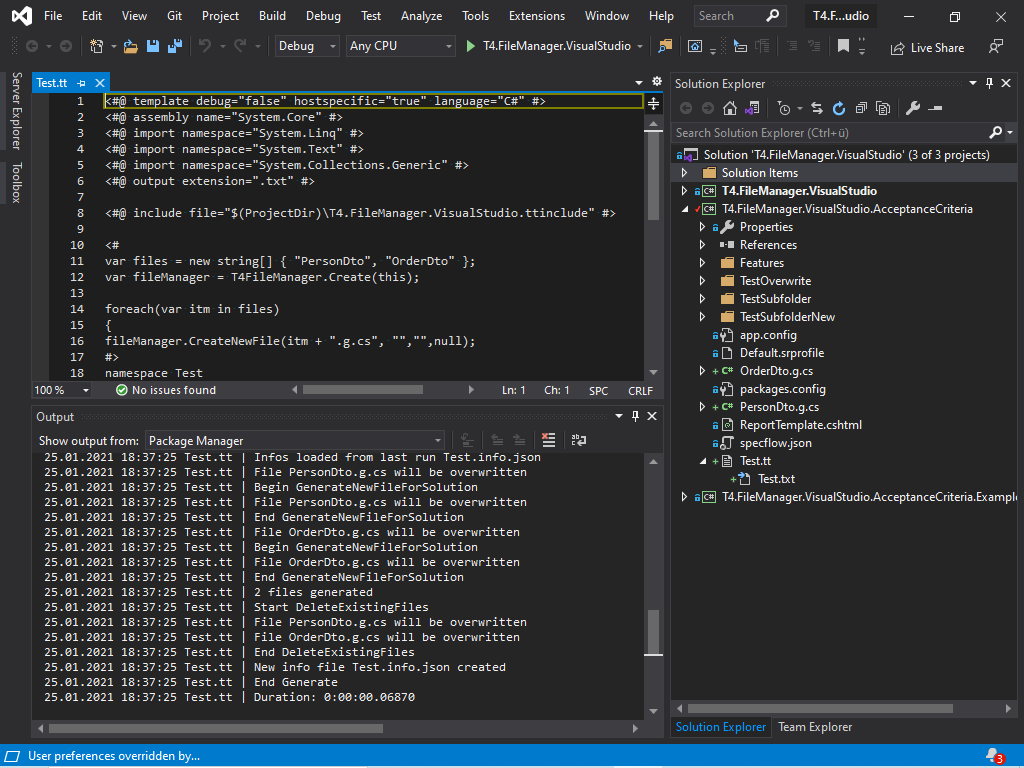 File Edit View Git Project Build Debug Test Analyze Tools Extensions Window Help Search T4.F...udio
Debug Any CPU T4.FileManager.VisualStudio Live Share
Server Explorer
Toolbox
Test.tt
1 <#@ template debug="false" hostspecific="true" language="C#" #>
2 <#@ assembly name="System.Core" #>
3 <#@ import namespace="System.Linq" #>
4 <#@ import namespace="System.Text" #>
5 <#@ import namespace="System.Collections.Generic" #>
6 <#@ output extension=".txt" #>
7
8 <#@ include file="$(ProjectDir)\T4.FileManager.VisualStudio.ttinclude" #>
9
10 <#
11 var files = new string[] { "PersonDto", "OrderDto" };
12 var fileManager = T4FileManager.Create(this);
13
14 foreach(var itm in files)
15 {
16 fileManager.CreateNewFile(itm + ".g.cs", "","",null);
17 #>
18 namespace Test
100 % No issues found Ln: 1 Ch: 1 SPC CRLF
Output
Show output from: Package Manager
25.01.2021 18:37:25 Test.tt | Infos loaded from last run Test.info.json
25.01.2021 18:37:25 Test.tt | File PersonDto.g.cs will be overwritten
25.01.2021 18:37:25 Test.tt | Begin GenerateNewFileForSolution
25.01.2021 18:37:25 Test.tt | File PersonDto.g.cs will be overwritten
25.01.2021 18:37:25 Test.tt | End GenerateNewFileForSolution
25.01.2021 18:37:25 Test.tt | File OrderDto.g.cs will be overwritten
25.01.2021 18:37:25 Test.tt | Begin GenerateNewFileForSolution
25.01.2021 18:37:25 Test.tt | File OrderDto.g.cs will be overwritten
25.01.2021 18:37:25 Test.tt | End GenerateNewFileForSolution
25.01.2021 18:37:25 Test.tt | 2 files generated
25.01.2021 18:37:25 Test.tt | Start DeleteExistingFiles
25.01.2021 18:37:25 Test.tt | File PersonDto.g.cs will be overwritten
25.01.2021 18:37:25 Test.tt | File OrderDto.g.cs will be overwritten
25.01.2021 18:37:25 Test.tt | End DeleteExistingFiles
25.01.2021 18:37:25 Test.tt | New info file Test.info.json created
25.01.2021 18:37:25 Test.tt | End Generate
25.01.2021 18:37:25 Test.tt | Duration: 0:00:00.06870
Solution Explorer
Search Solution Explorer (Ctrl+ü)
Solution 'T4.FileManager.VisualStudio' (3 of 3 projects)
Solution Items
C# T4.FileManager.VisualStudio
C# T4.FileManager.VisualStudio.AcceptanceCriteria
Properties
References
Features
TestOverwrite
TestSubfolder
TestSubfolderNew
app.config
Default.srprofile
C# OrderDto.g.cs
packages.config
C# PersonDto.g.cs
ReportTemplate.cshtml
specflow.json
Test.tt
Test.txt
C# T4.FileManager.VisualStudio.AcceptanceCriteria.Example
Solution Explorer Team Explorer
User preferences overridden by... 3